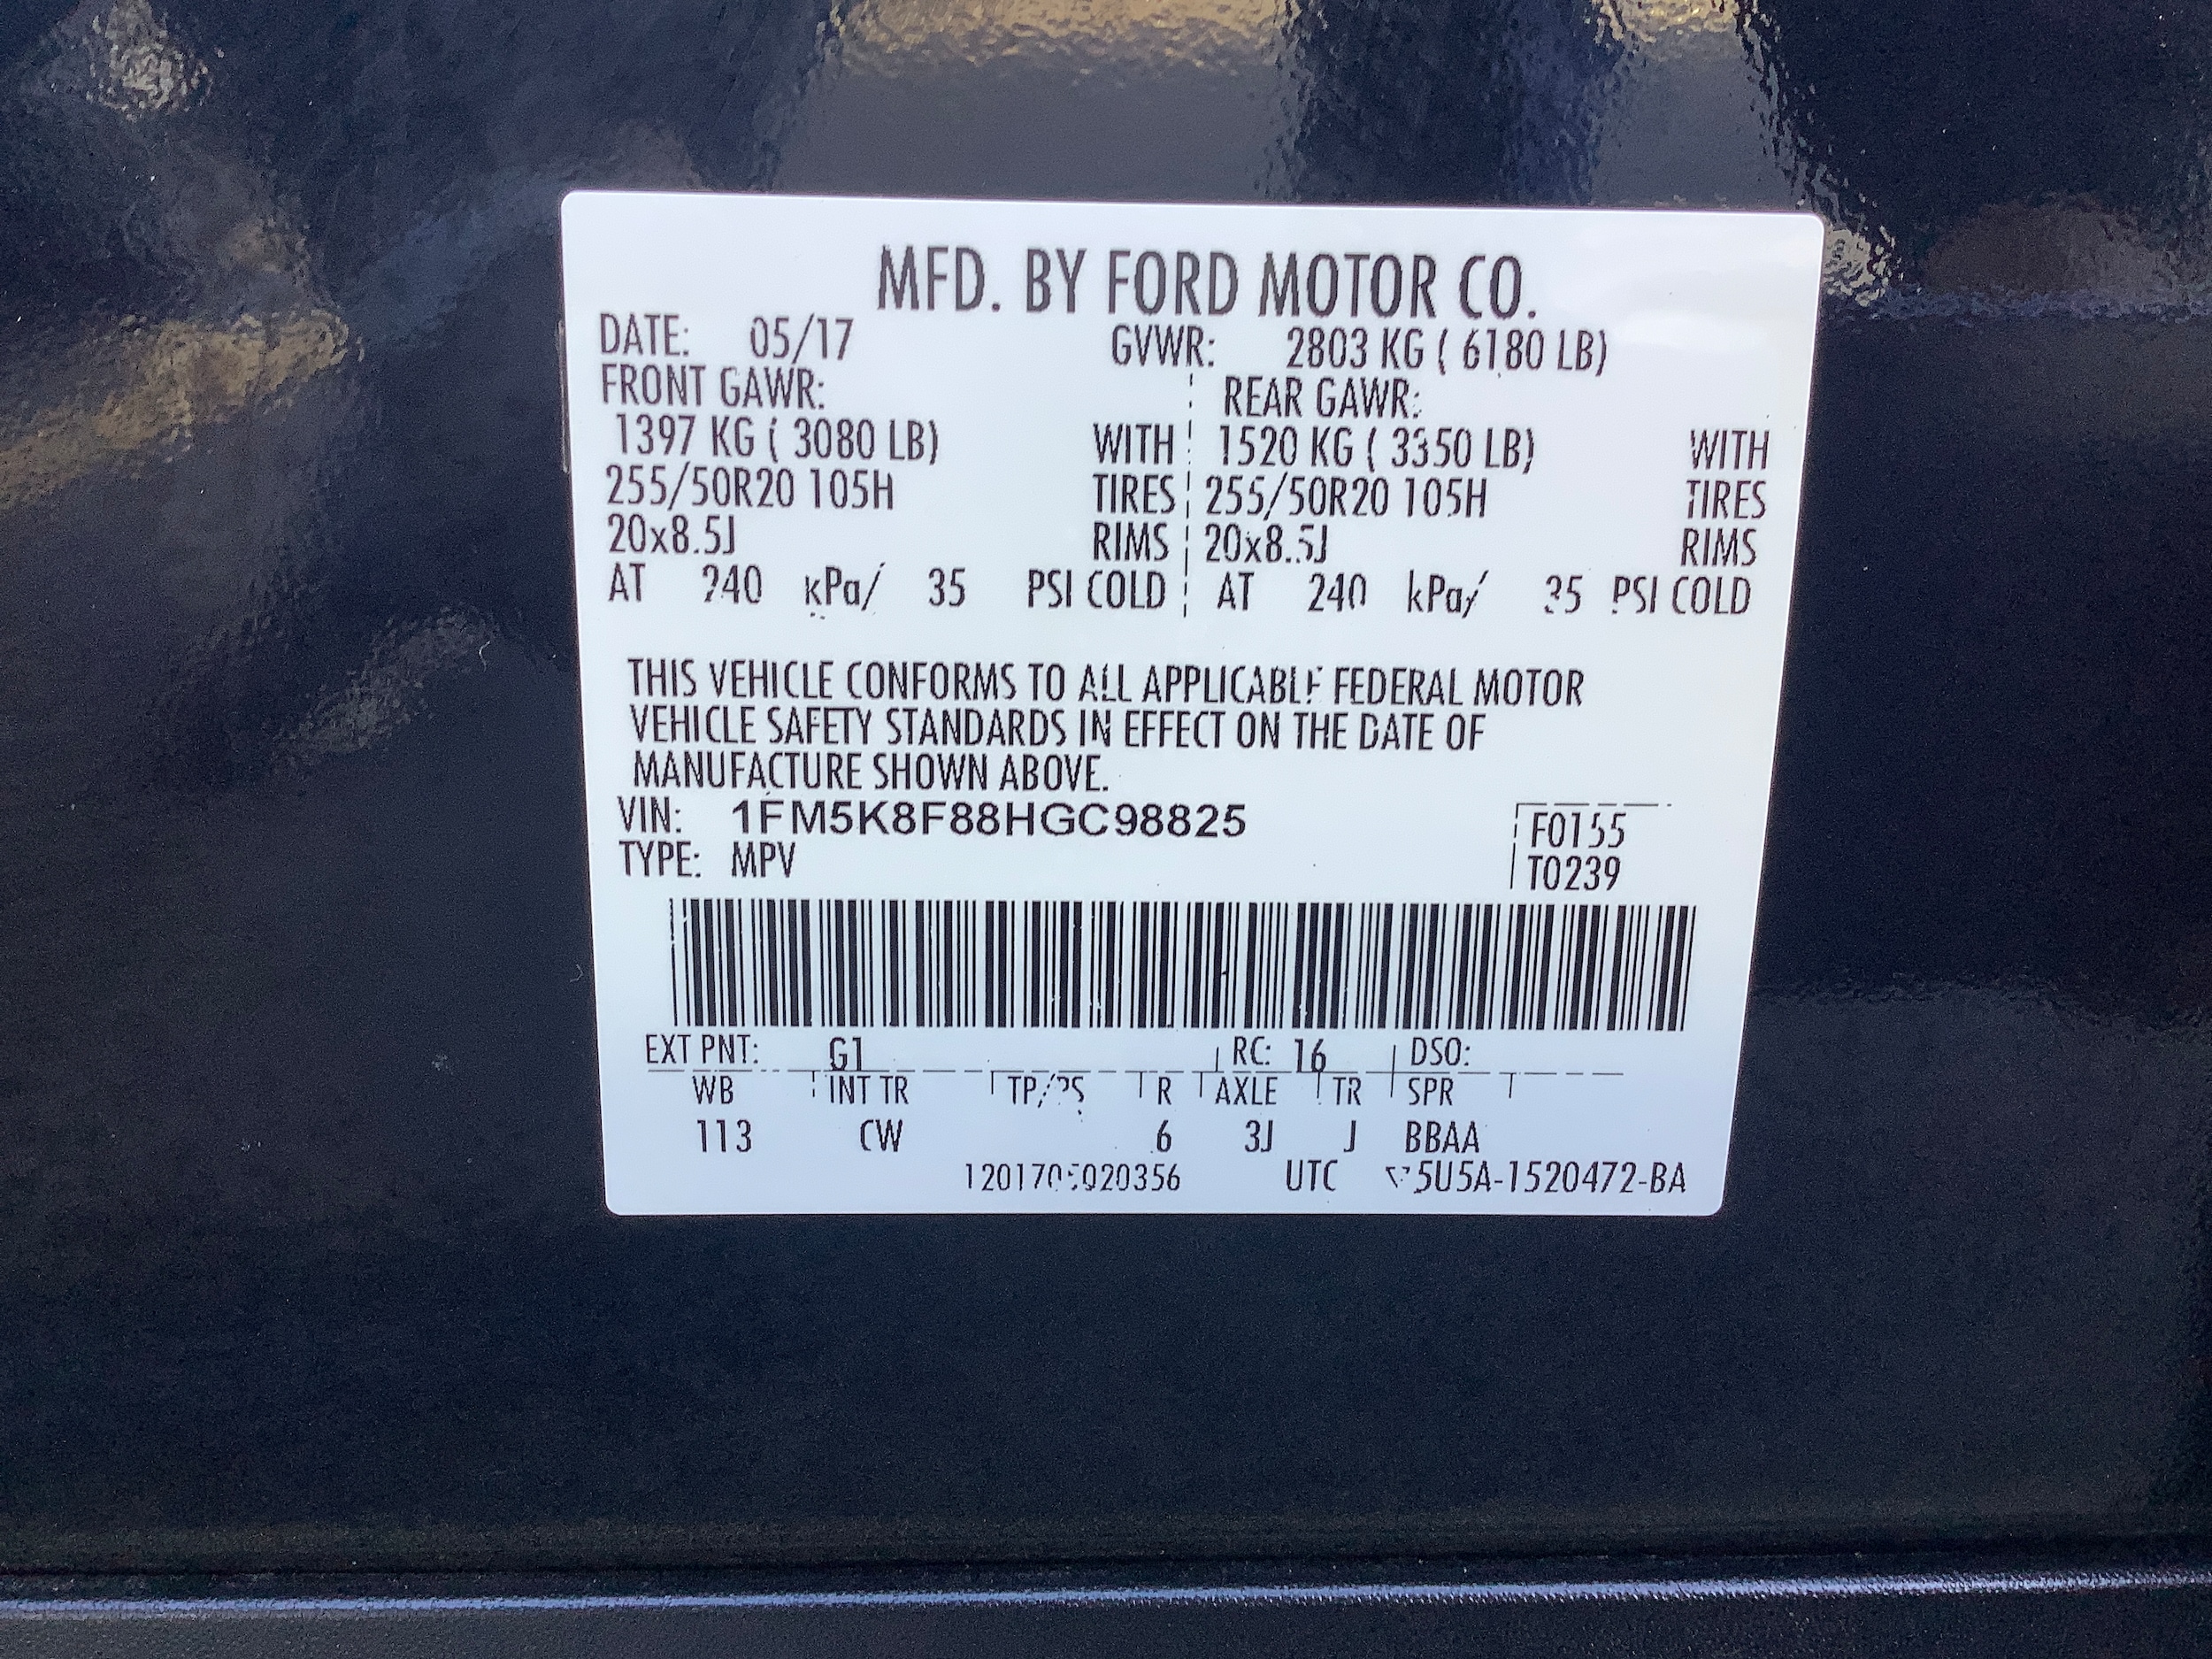 MFD. BY FORD MOTOR CO.
DATE: 05/17 GVWR: 2803 KG ( 6180 LB)
FRONT GAWR: REAR GAWR:
1397 KG ( 3080 LB) WITH 1520 KG ( 3350 LB) WITH
255/50R20 105H TIRES 255/50R20 105H TIRES
20x8.5J RIMS 20x8.5J RIMS
AT 240 kPa/ 35 PSI COLD AT 240 kPa/ 35 PSI COLD
THIS VEHICLE CONFORMS TO ALL APPLICABLE FEDERAL MOTOR
VEHICLE SAFETY STANDARDS IN EFFECT ON THE DATE OF
MANUFACTURE SHOWN ABOVE.
VIN: 1FM5K8F88HGC98825 F0155
TYPE: MPV T0239
EXT PNT: G1 RC: 16 DSO:
WB INT TR TP/PS R AXLE TR SPR
113 CW 6 3J J BBAA
UTC